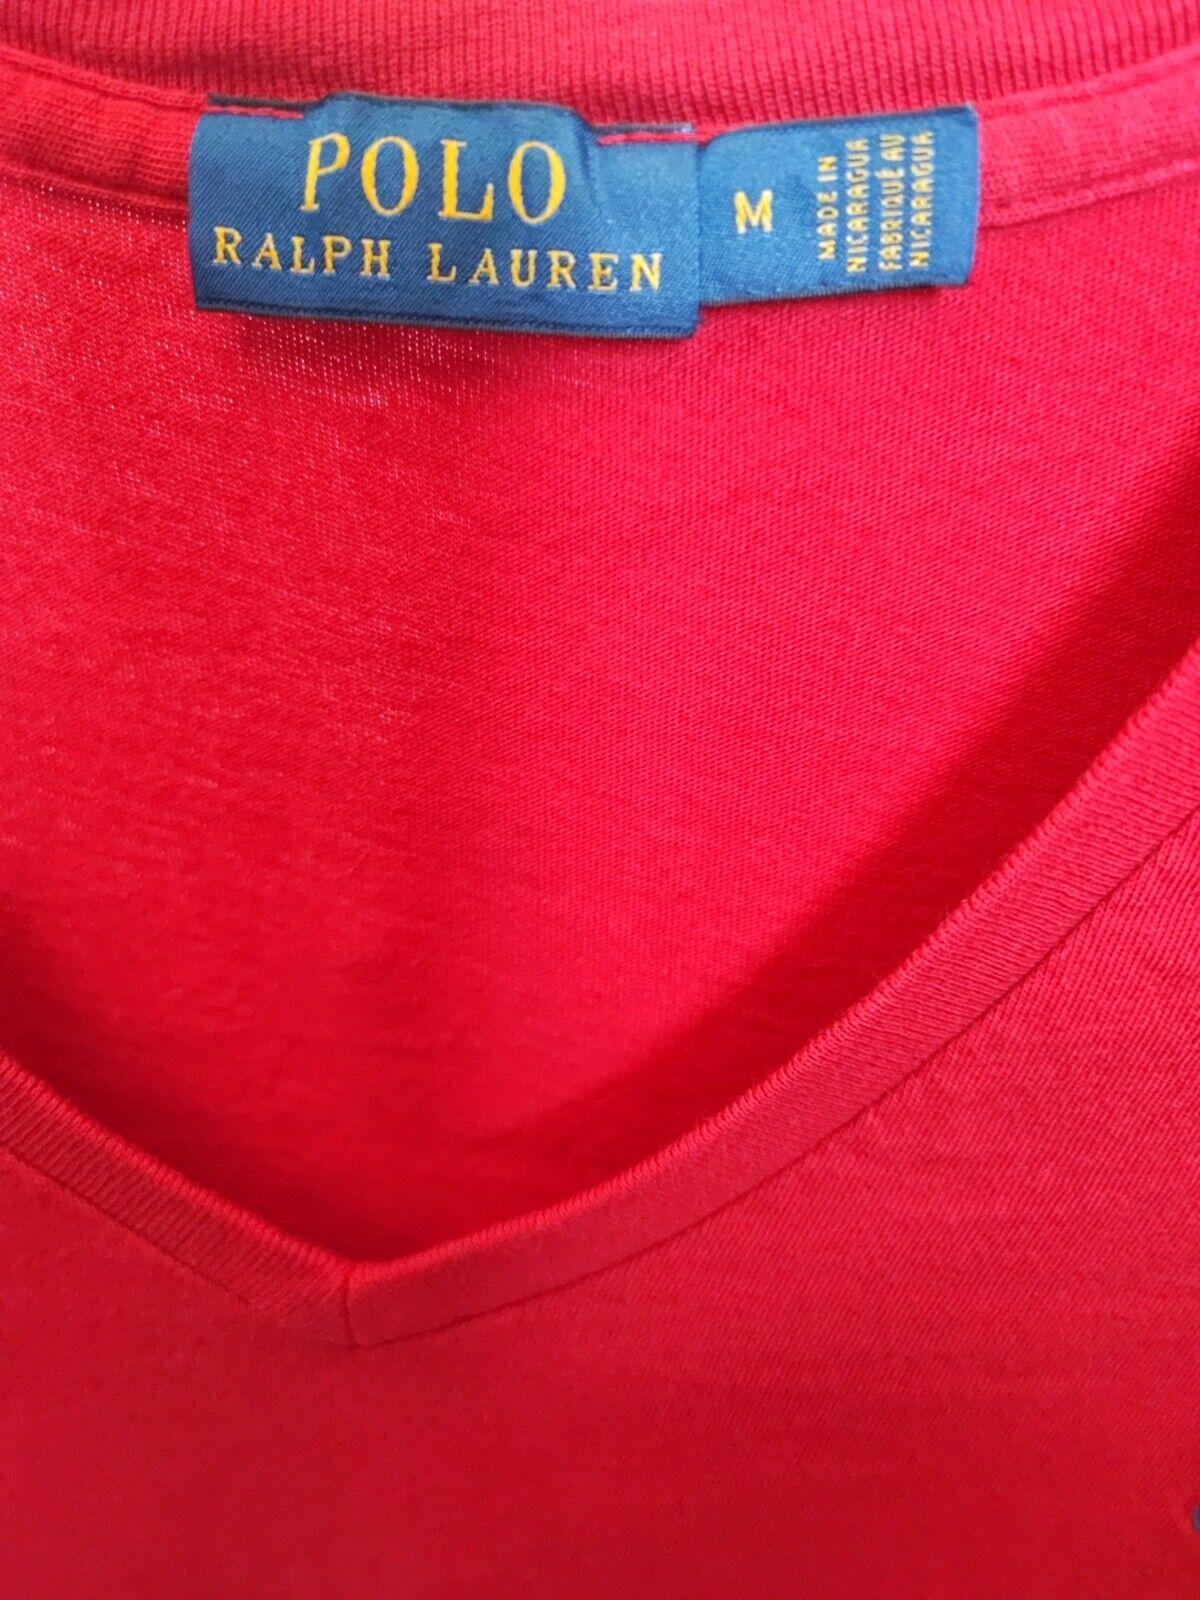 POLO
RALPH LAUREN
M
MADE IN
NICARAGUA
FABRIQUÉ AU
NICARAGUA